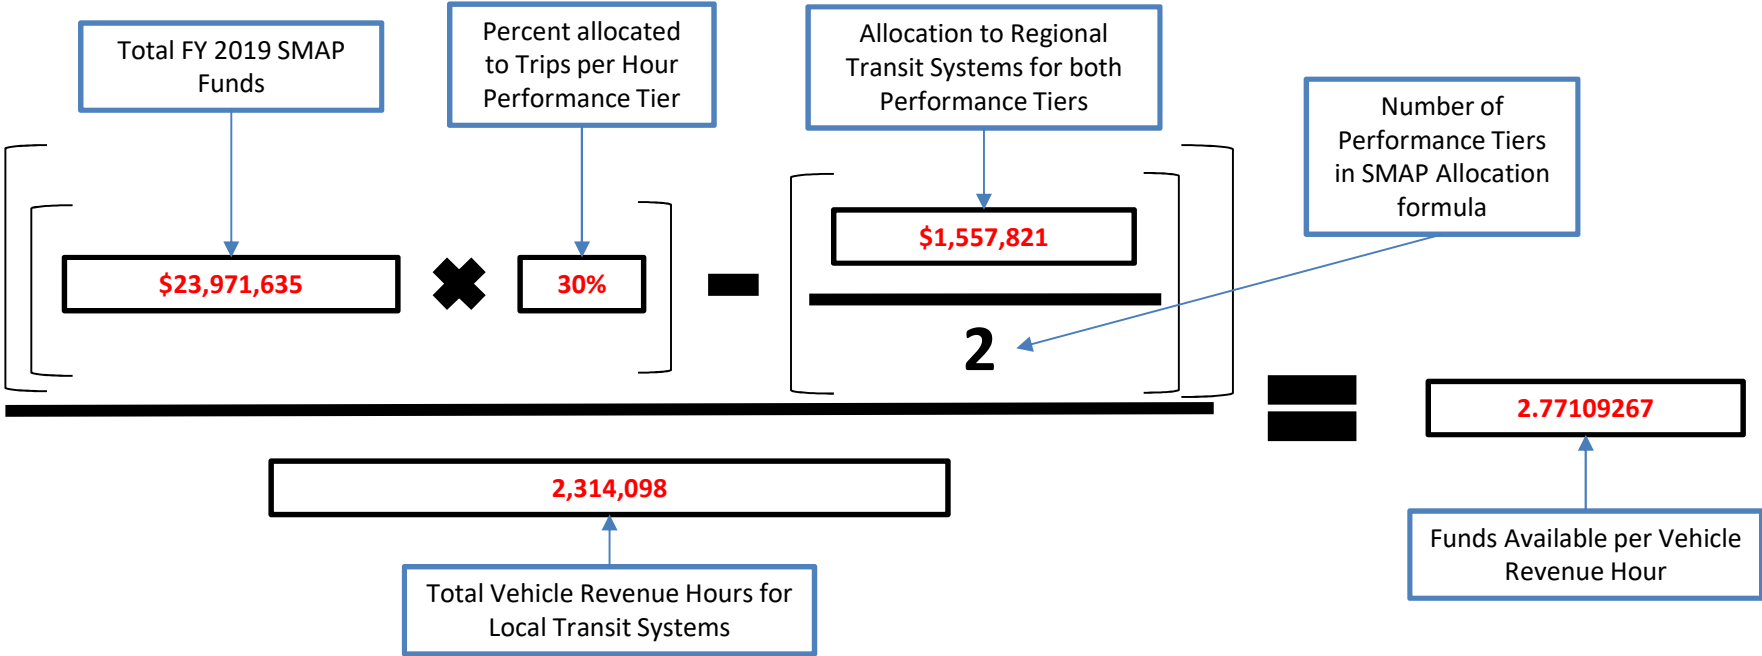 Total FY 2019 SMAP
Funds
Percent allocated
to Trips per Hour
Performance Tier
Allocation to Regional
Transit Systems for both
Performance Tiers
Number of
Performance Tiers
in SMAP Allocation
formula
$23,971,635
30%
$1,557,821
2
2.77109267
2,314,098
Total Vehicle Revenue Hours for
Local Transit Systems
Funds Available per Vehicle
Revenue Hour